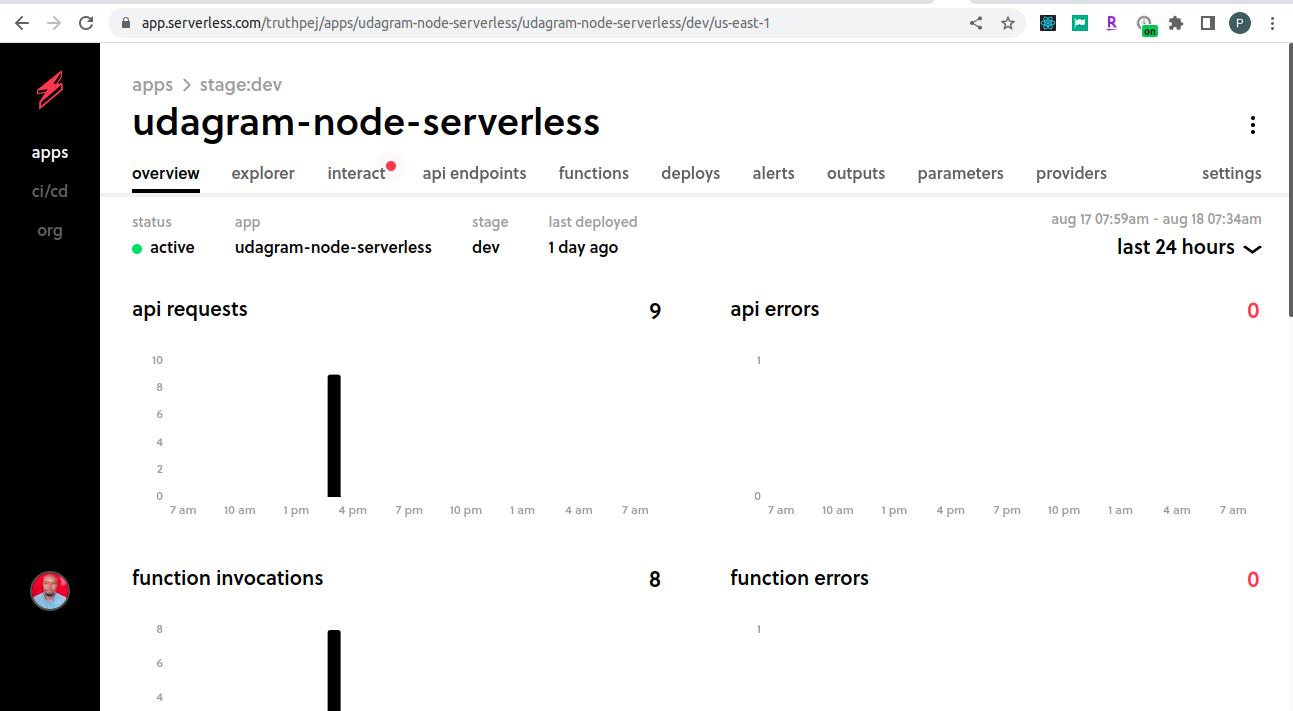 app.serverless.com/truthpej/apps/udagram-node-serverless/udagram-node-serverless/dev/us-east-1
R
on
P
apps > stage:dev
udagram-node-serverless
apps
ci/cd
org
overview explorer interact api endpoints functions deploys alerts outputs parameters providers settings
status app stage last deployed
active udagram-node-serverless dev 1 day ago
aug 17 07:59am - aug 18 07:34am
last 24 hours
api requests 9
10
8
6
4
2
0
7 am 10 am 1 pm 4 pm 7 pm 10 pm 1 am 4 am 7 am
api errors 0
1
0
7 am 10 am 1 pm 4 pm 7 pm 10 pm 1 am 4 am 7 am
function invocations 8
8
6
4
function errors 0
1